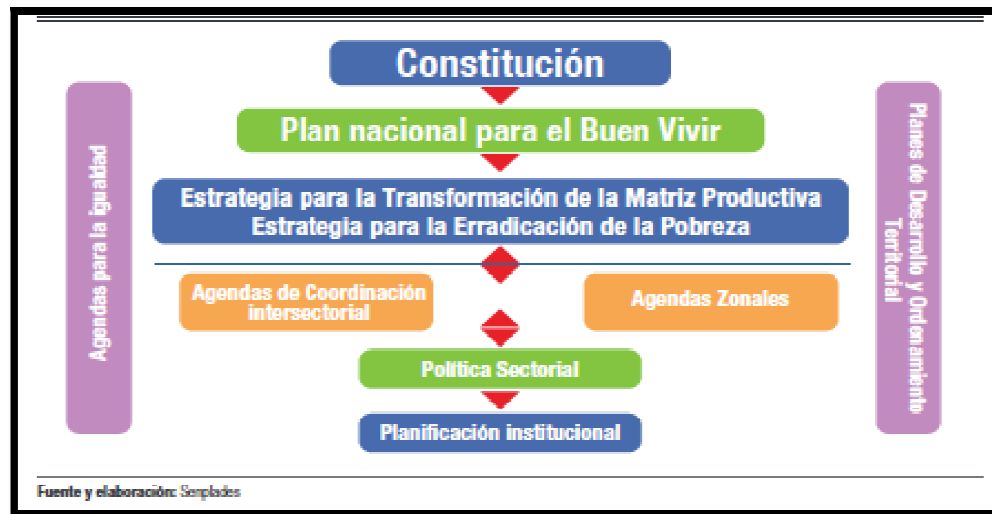 Constitución
Plan nacional para el Buen Vivir
Estrategia para la Transformación de la Matriz Productiva
Estrategia para la Erradicación de la Pobreza
Agendas de Coordinación
intersectorial
Agendas Zonales
Política Sectorial
Planificación institucional
Agendas para la igualdad
Planes de Desarrollo y Ordenamiento
Territorial
Fuente y elaboración: Senplades